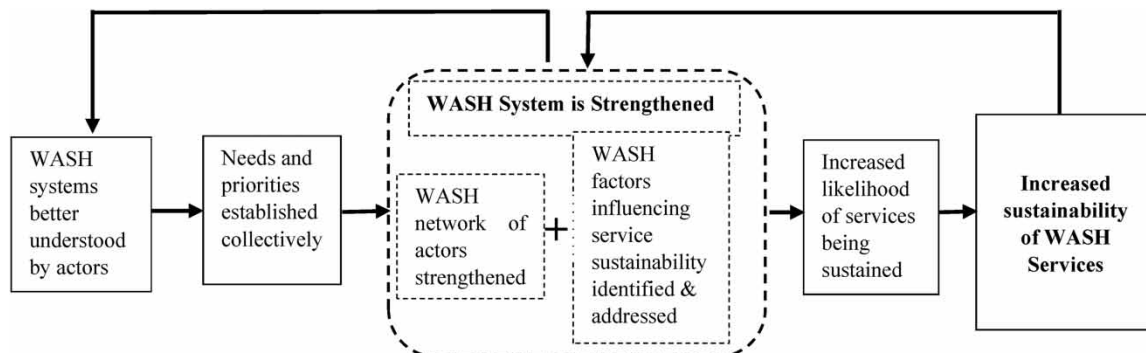 WASH
systems
better
understood
by actors
Needs and
priorities
established
collectively
WASH System is Strengthened
WASH
network of
actors
strengthened
+
WASH
factors
influencing
service
sustainability
identified &
addressed
Increased
likelihood
of services
being
sustained
Increased
sustainability
of WASH
Services